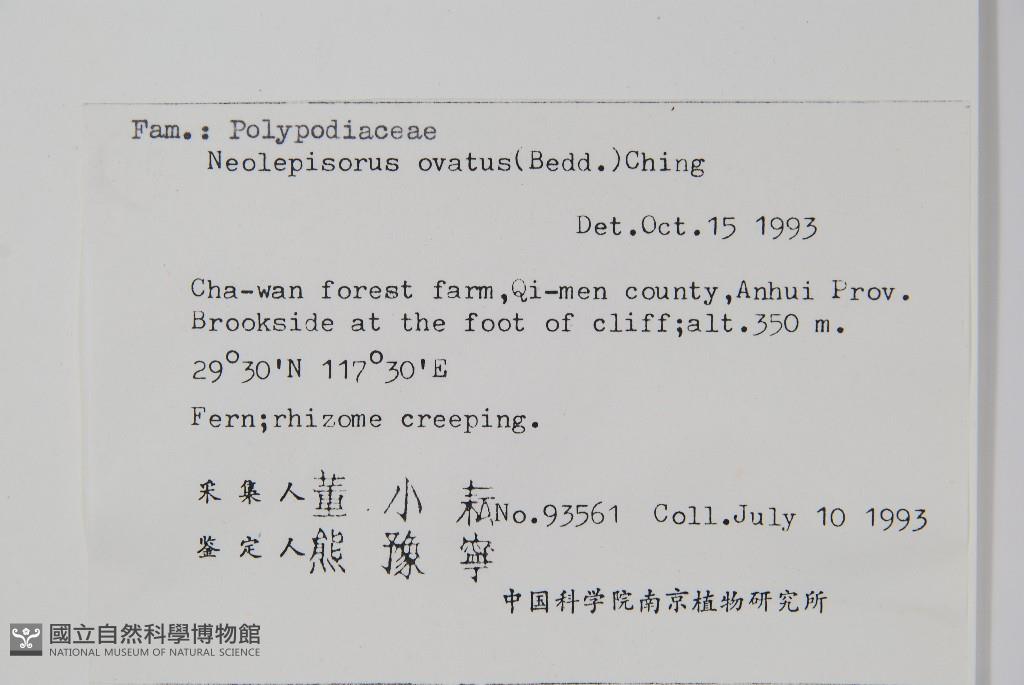 Fam.: Polypodiaceae
Neolepisorus ovatus(Bedd.)Ching
Det.Oct.15 1993
Cha-wan forest farm,Qi-men county,Anhui Prov.
Brookside at the foot of cliff;alt.350 m.
29°30'N 117°30'E
Fern;rhizome creeping.
采集人 董小耘 No.93561 Coll.July 10 1993
鉴定人 熊豫寧
中国科学院南京植物研究所
國立自然科學博物館
NATIONAL MUSEUM OF NATURAL SCIENCE